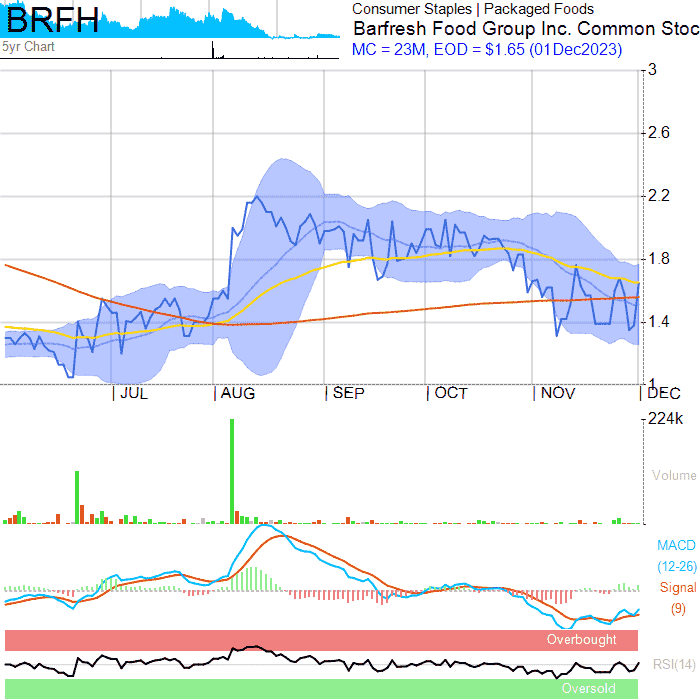 BRFH
5yr Chart
Consumer Staples | Packaged Foods
Barfresh Food Group Inc. Common Stoc
MC = 23M, EOD = $1.65 (01Dec2023)
3
2.6
2.2
1.8
1.4
1
JUL AUG SEP OCT NOV DEC
224k
Volume
MACD
(12-26)
Signal
(9)
Overbought
RSI(14)
Oversold